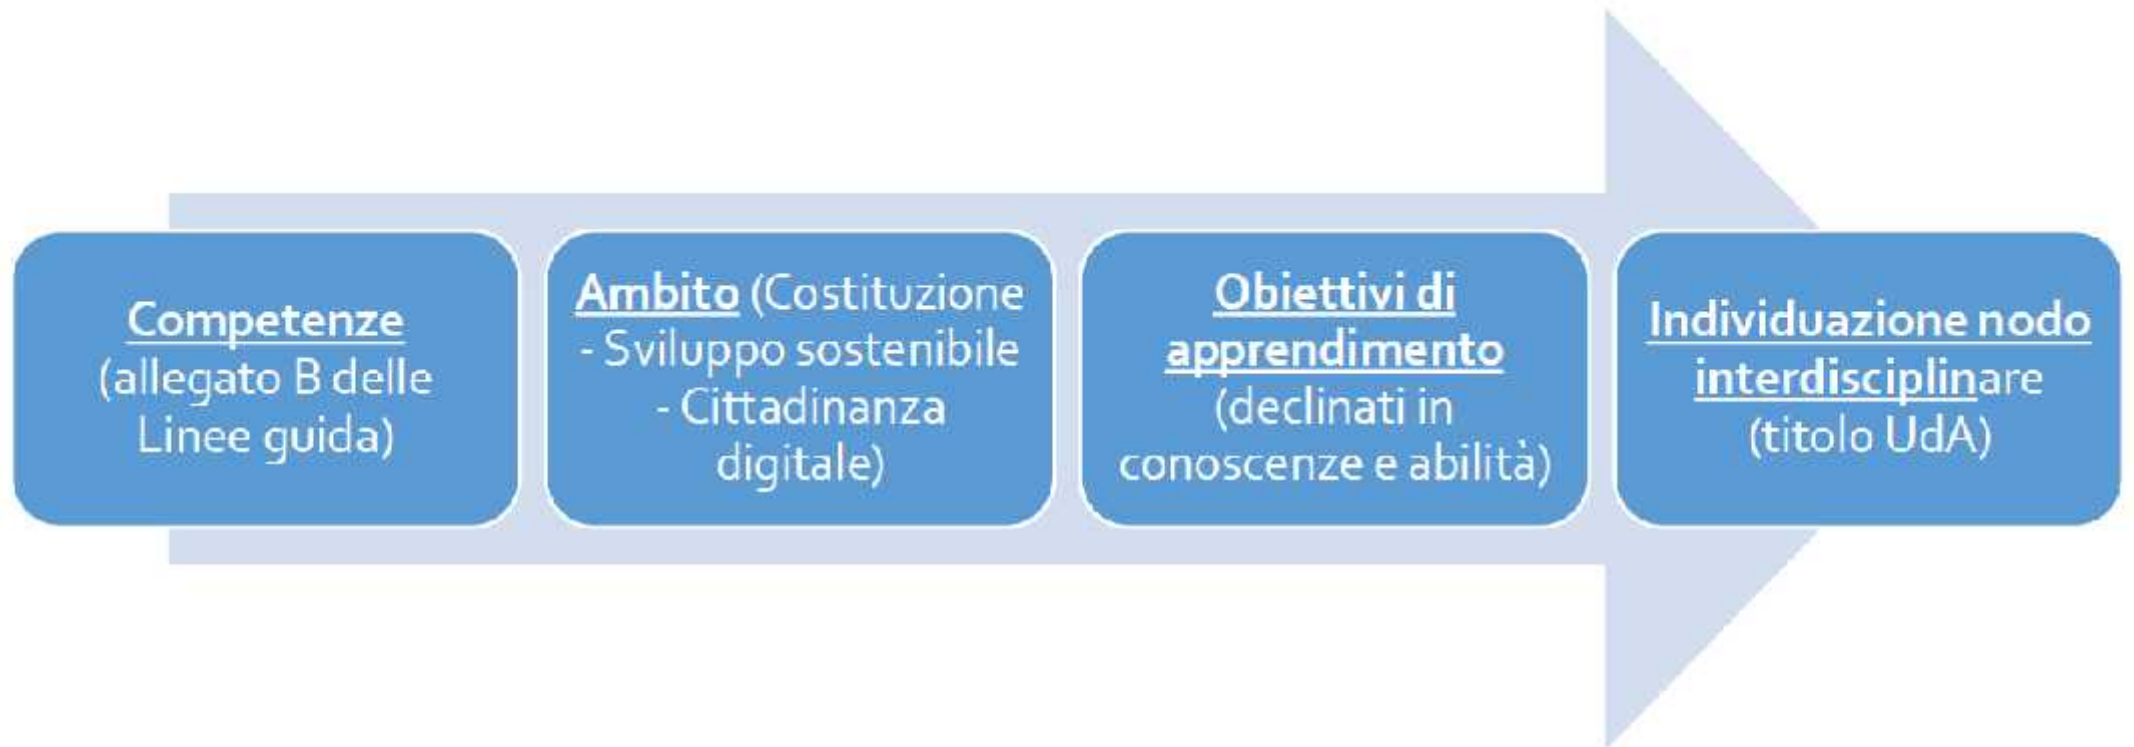 Competenze
(allegato B delle
Linee guida)
Ambito (Costituzione
- Sviluppo sostenibile
- Cittadinanza
digitale)
Obiettivi di
apprendimento
(declinati in
conoscenze e abilità)
Individuazione nodo
interdisciplinare
(titolo UdA)